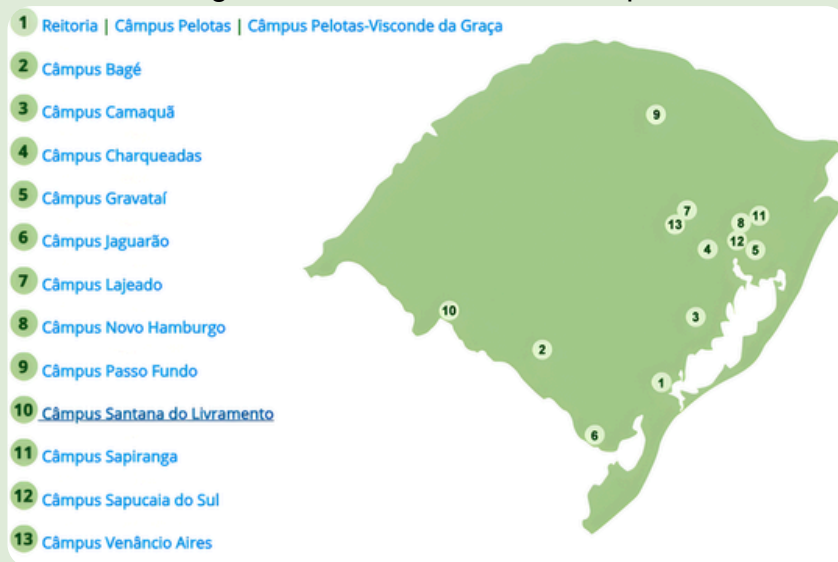 1 Reitoria | Câmpus Pelotas | Câmpus Pelotas-Visconde da Graça
2 Câmpus Bagé
3 Câmpus Camaquã
4 Câmpus Charqueadas
5 Câmpus Gravataí
6 Câmpus Jaguarão
7 Câmpus Lajeado
8 Câmpus Novo Hamburgo
9 Câmpus Passo Fundo
10 Câmpus Santana do Livramento
11 Câmpus Sapiranga
12 Câmpus Sapucaia do Sul
13 Câmpus Venâncio Aires
9
7
11
13
8
12
4
5
10
3
2
1
6